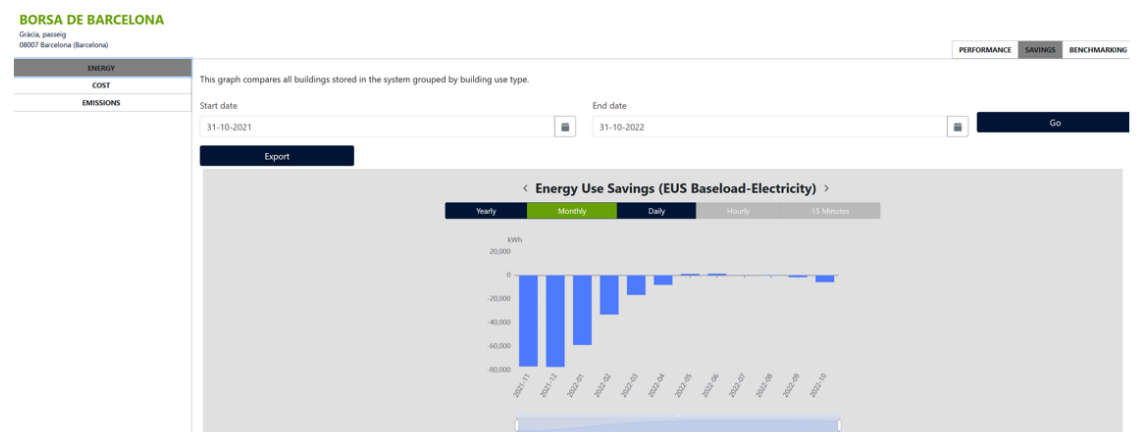 BORSA DE BARCELONA
Gràcia, passeig
08007 Barcelona (Barcelona)
PERFORMANCE SAVINGS BENCHMARKING
ENERGY
COST
EMISSIONS
This graph compares all buildings stored in the system grouped by building use type.
Start date End date
31-10-2021 31-10-2022 Go
Export
< Energy Use Savings (EUS Baseload-Electricity) >
Yearly Monthly Daily Hourly 15 Minutes
kWh
20,000
0
-20,000
-40,000
-60,000
-80,000
2021-11 2021-12 2022-01 2022-02 2022-03 2022-04 2022-05 2022-06 2022-07 2022-08 2022-09 2022-10